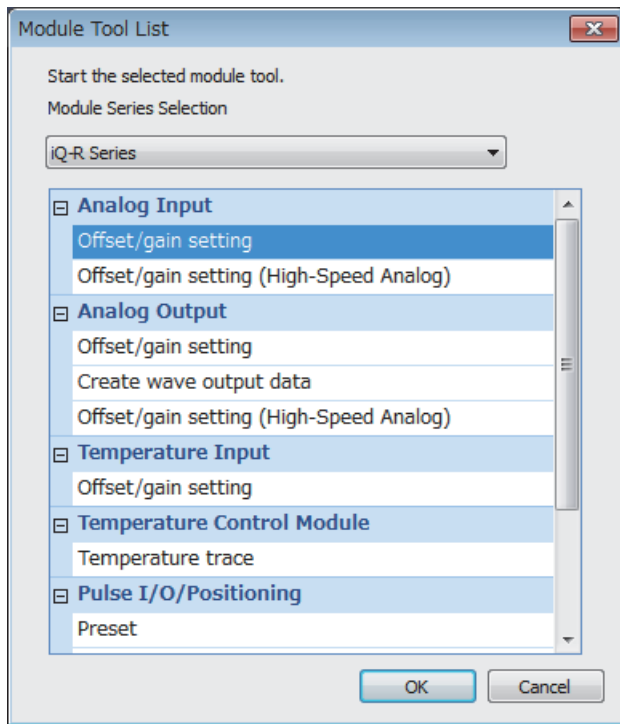 Module Tool List
Start the selected module tool.
Module Series Selection
iQ-R Series
Analog Input
Offset/gain setting
Offset/gain setting (High-Speed Analog)
Analog Output
Offset/gain setting
Create wave output data
Offset/gain setting (High-Speed Analog)
Temperature Input
Offset/gain setting
Temperature Control Module
Temperature trace
Pulse I/O/Positioning
Preset
OK Cancel